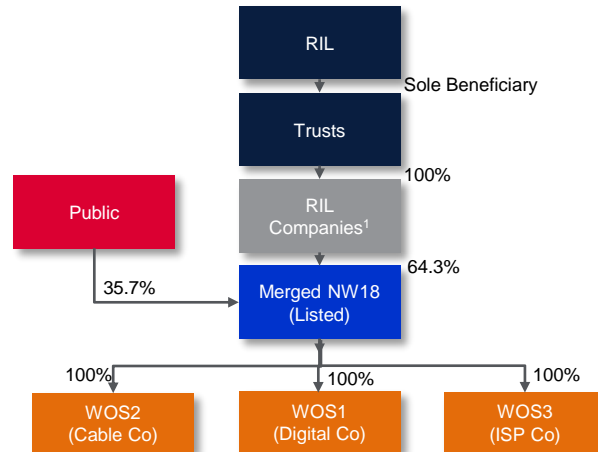 RIL
Sole Beneficiary
Trusts
100%
Public
RIL
Companies¹
64.3%
35.7%
Merged NW18
(Listed)
100%
100%
100%
WOS2
(Cable Co)
WOS1
(Digital Co)
WOS3
(ISP Co)